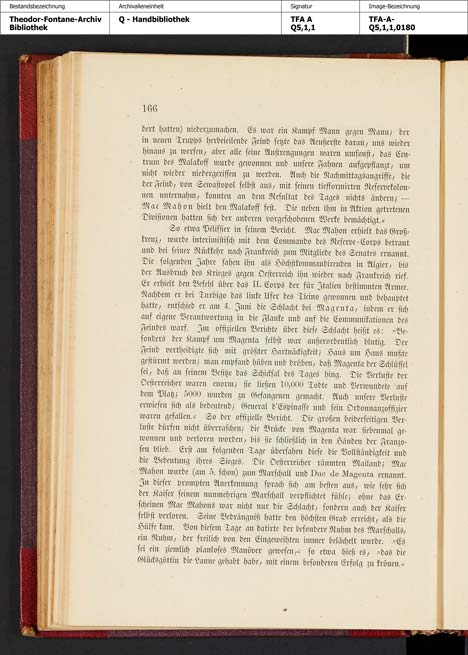 Bestandsbezeichnung
Theodor-Fontane-Archiv
Bibliothek
Archivalieneinheit
Q - Handbibliothek
Signatur
TFA A
Q5,1,1
Image-Bezeichnung
TFA-A-
Q5,1,1,0180
166
dert hatten) niederzumachen. Es war ein Kampf Mann gegen Mann; der
in neuen Trupps herbeieilende Feind setzte das Aeußerste daran, uns wieder
hinaus zu werfen, aber alle seine Anstrengungen waren umsonst, das Cen-
trum des Malakoff wurde gewonnen und unsere Fahnen aufgepflanzt, um
nicht wieder niedergerissen zu werden. Auch die Nachmittagsangriffe, die
der Feind, von Sewastopol selbst aus, mit seinen tiefformirten Reservekolon-
nen unternahm, konnten an dem Resultat des Tages nichts ändern; —
Mac Mahon hielt den Malakoff fest. Die neben ihm in Aktion getretenen
Divisionen hatten sich der anderen vorgeschobenen Werke bemächtigt.«
So etwa Pélissier in seinem Bericht. Mac Mahon erhielt das Groß-
kreuz, wurde interimistisch mit dem Commando des Reserve-Corps betraut
und bei seiner Rückkehr nach Frankreich zum Mitgliede des Senates ernannt.
Die folgenden Jahre sahen ihn als Höchstkommandirenden in Algier, bis
der Ausbruch des Krieges gegen Oesterreich ihn wieder nach Frankreich rief.
Er erhielt den Befehl über das II. Corps der für Italien bestimmten Armee.
Nachdem er bei Turbigo das linke Ufer des Ticino gewonnen und behauptet
hatte, entschied er am 4. Juni die Schlacht bei Magenta, indem er sich
auf eigene Verantwortung in die Flanke und auf die Communikationen des
Feindes warf. Im offiziellen Berichte über diese Schlacht heißt es: »Be-
sonders der Kampf um Magenta selbst war außerordentlich blutig. Der
Feind vertheidigte sich mit größter Hartnäckigkeit; Haus um Haus mußte
gestürmt werden; man empfand hüben und drüben, daß Magenta der Schlüssel
sei, daß an seinem Besitze das Schicksal des Tages hing. Die Verluste der
Oesterreicher waren enorm; sie ließen 10,000 Todte und Verwundete auf
dem Platz; 5000 wurden zu Gefangenen gemacht. Auch unsere Verluste
erwiesen sich als bedeutend; General d'Espinasse und sein Ordonnanzoffizier
waren gefallen.« So der offizielle Bericht. Die großen beiderseitigen Ver-
luste dürfen nicht überraschen; die Brücke von Magenta war siebenmal ge-
wonnen und verloren worden, bis sie schließlich in den Händen der Franzo-
sen blieb. Erst am folgenden Tage übersahen diese die Vollständigkeit und
die Bedeutung ihres Sieges. Die Oesterreicher räumten Mailand; Mac
Mahon wurde (am 5. schon) zum Marschall und Duc de Magenta ernannt.
In dieser prompten Anerkennung sprach sich am besten aus, wie sehr sich
der Kaiser seinem nunmehrigen Marschall verpflichtet fühle; ohne das Er-
scheinen Mac Mahons war nicht nur die Schlacht, sondern auch der Kaiser
selbst verloren. Seine Bedrängniß hatte den höchsten Grad erreicht, als die
Hülfe kam. Von diesem Tage an datirte der besondere Ruhm des Marschalls,
ein Ruhm, der freilich von den Eingeweihten immer belächelt wurde. »Es
sei ein ziemlich planloses Manöver gewesen,« so etwa hieß es, »das die
Glücksgöttin die Laune gehabt habe, mit einem besonderen Erfolg zu krönen.«